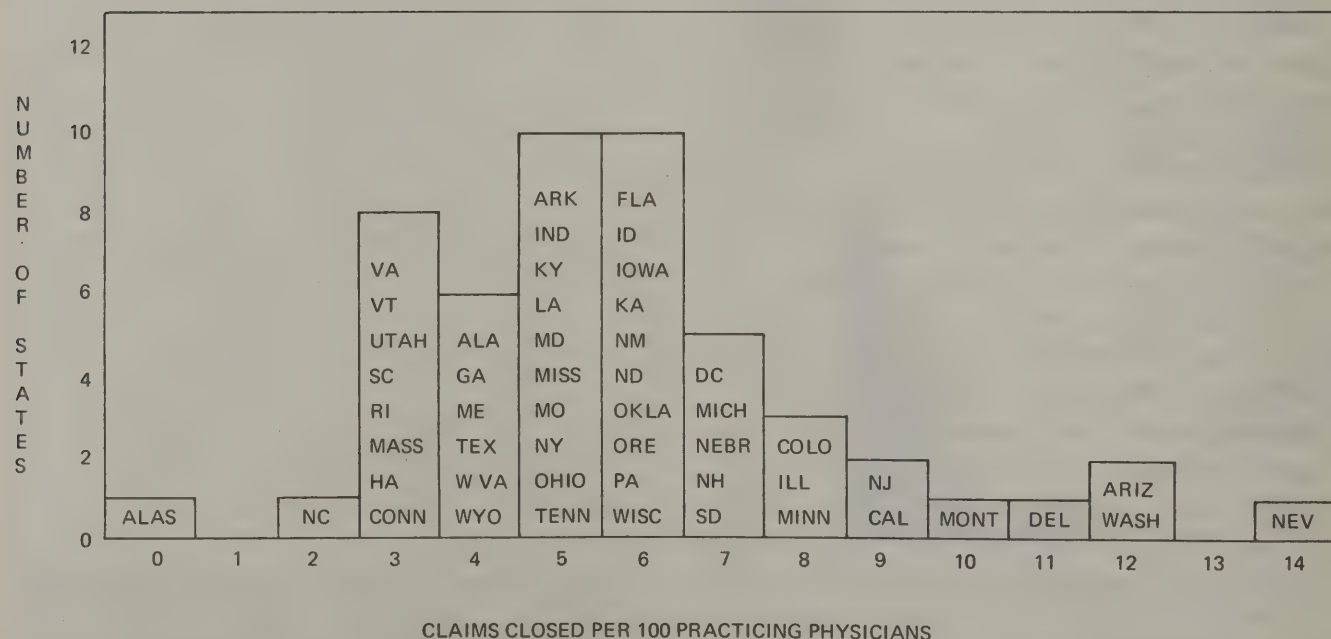 NUMBER OF STATES
12
10
8
6
4
2
0
ALAS
NC
VA
VT
UTAH
SC
RI
MASS
HA
CONN
ALA
GA
ME
TEX
W VA
WYO
ARK
IND
KY
LA
MD
MISS
MO
NY
OHIO
TENN
FLA
ID
IOWA
KA
NM
ND
OKLA
ORE
PA
WISC
DC
MICH
NEBR
NH
SD
COLO
ILL
MINN
NJ
CAL
MONT
DEL
ARIZ
WASH
NEV
0 1 2 3 4 5 6 7 8 9 10 11 12 13 14
CLAIMS CLOSED PER 100 PRACTICING PHYSICIANS